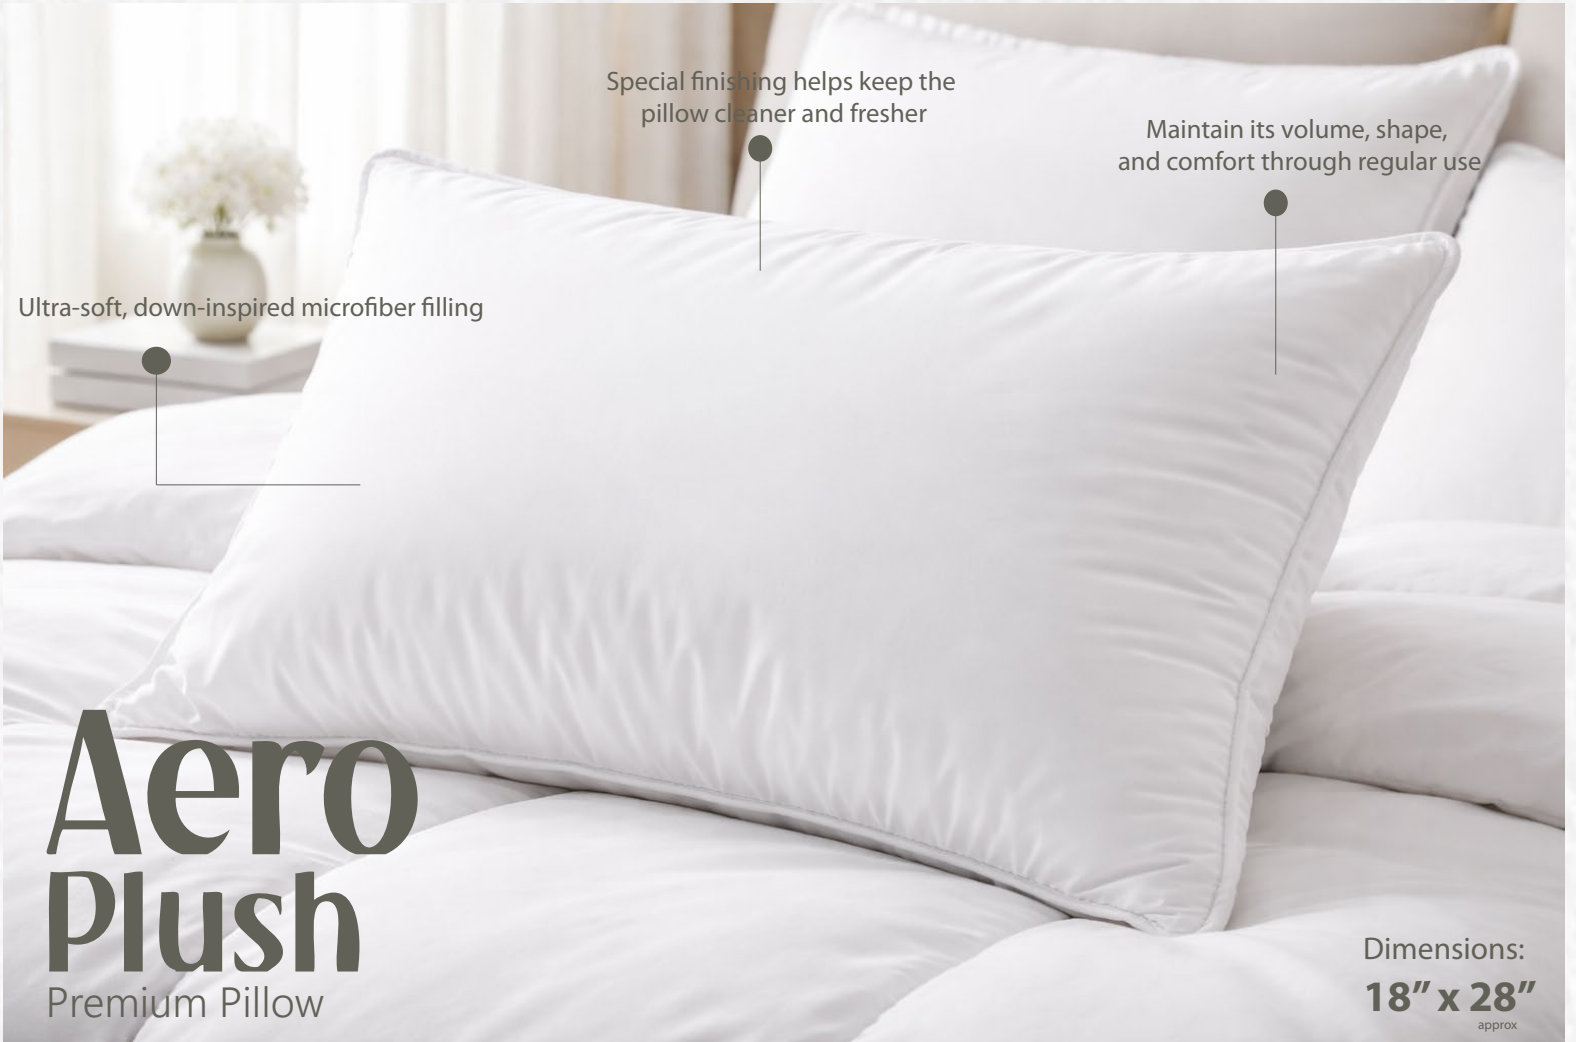 Special finishing helps keep the
pillow cleaner and fresher
Maintain its volume, shape,
and comfort through regular use
Ultra-soft, down-inspired microfiber filling
Aero
Plush
Premium Pillow
Dimensions:
18” x 28”
approx